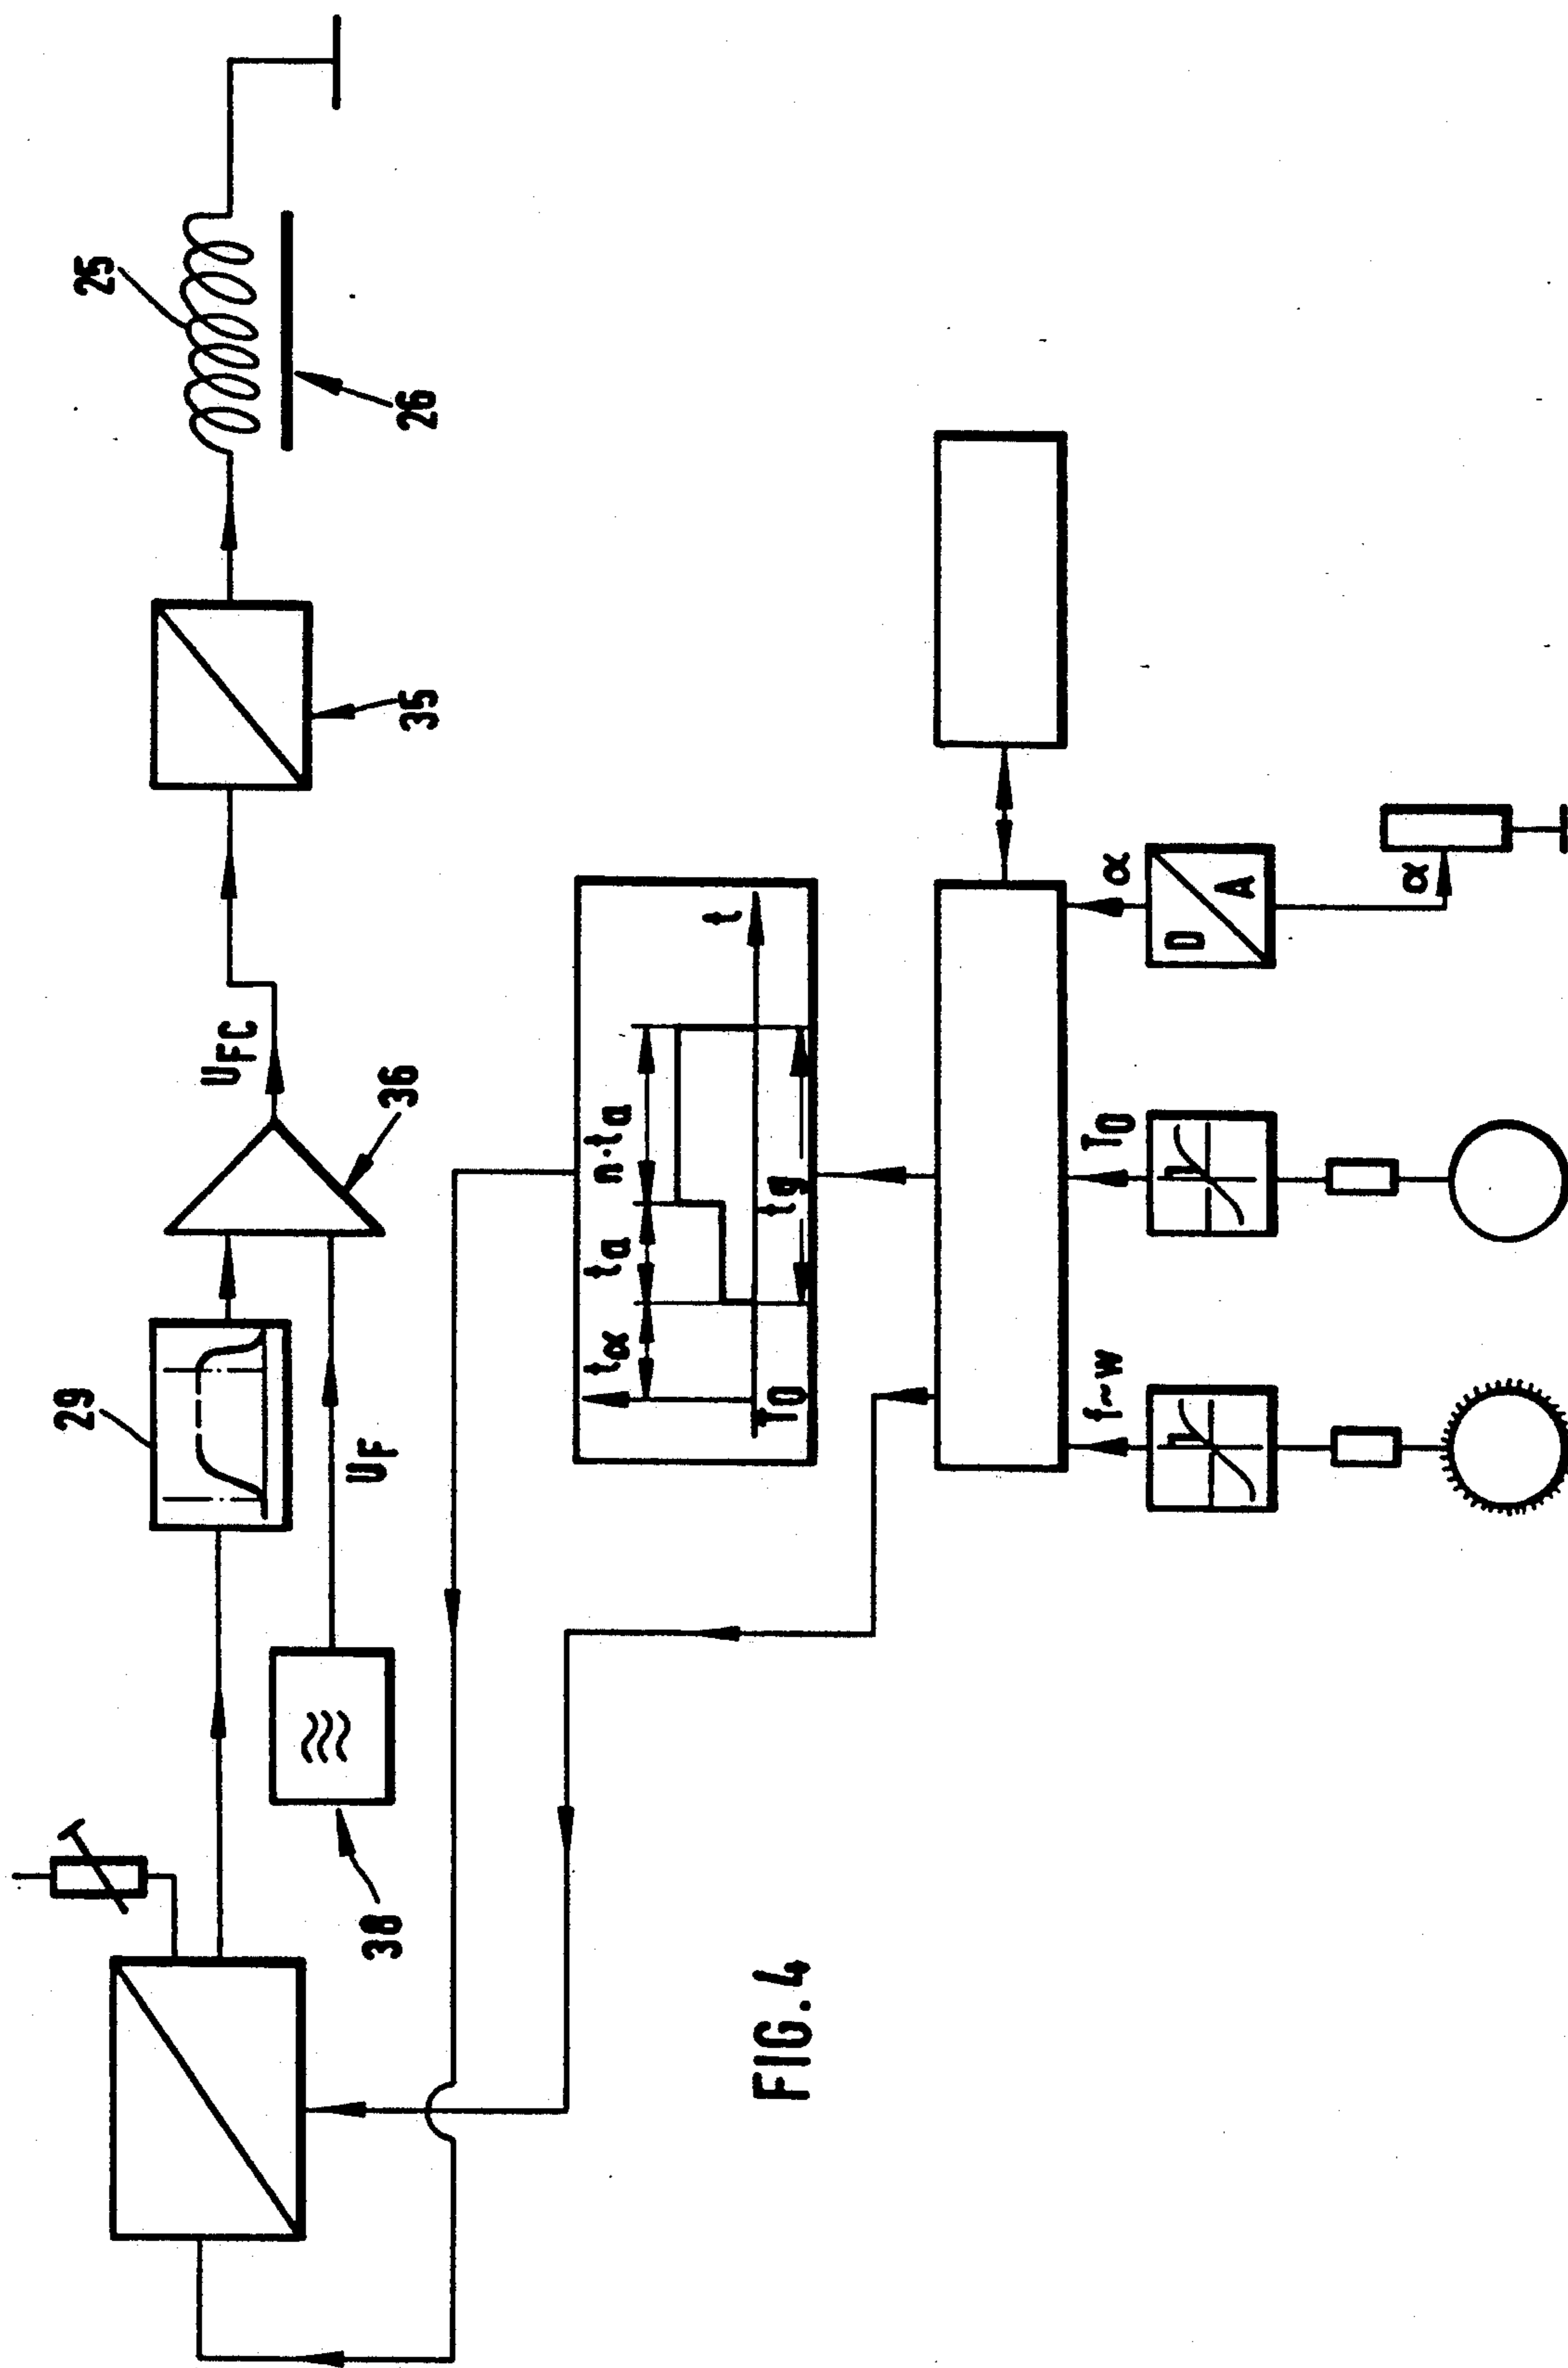 25
26
35
U_FC
36
29
U_F
38
t_α
t_a
n·t_a
t
T_0
t_g
f~w
T_0
α
D
A
α
FIG. 4